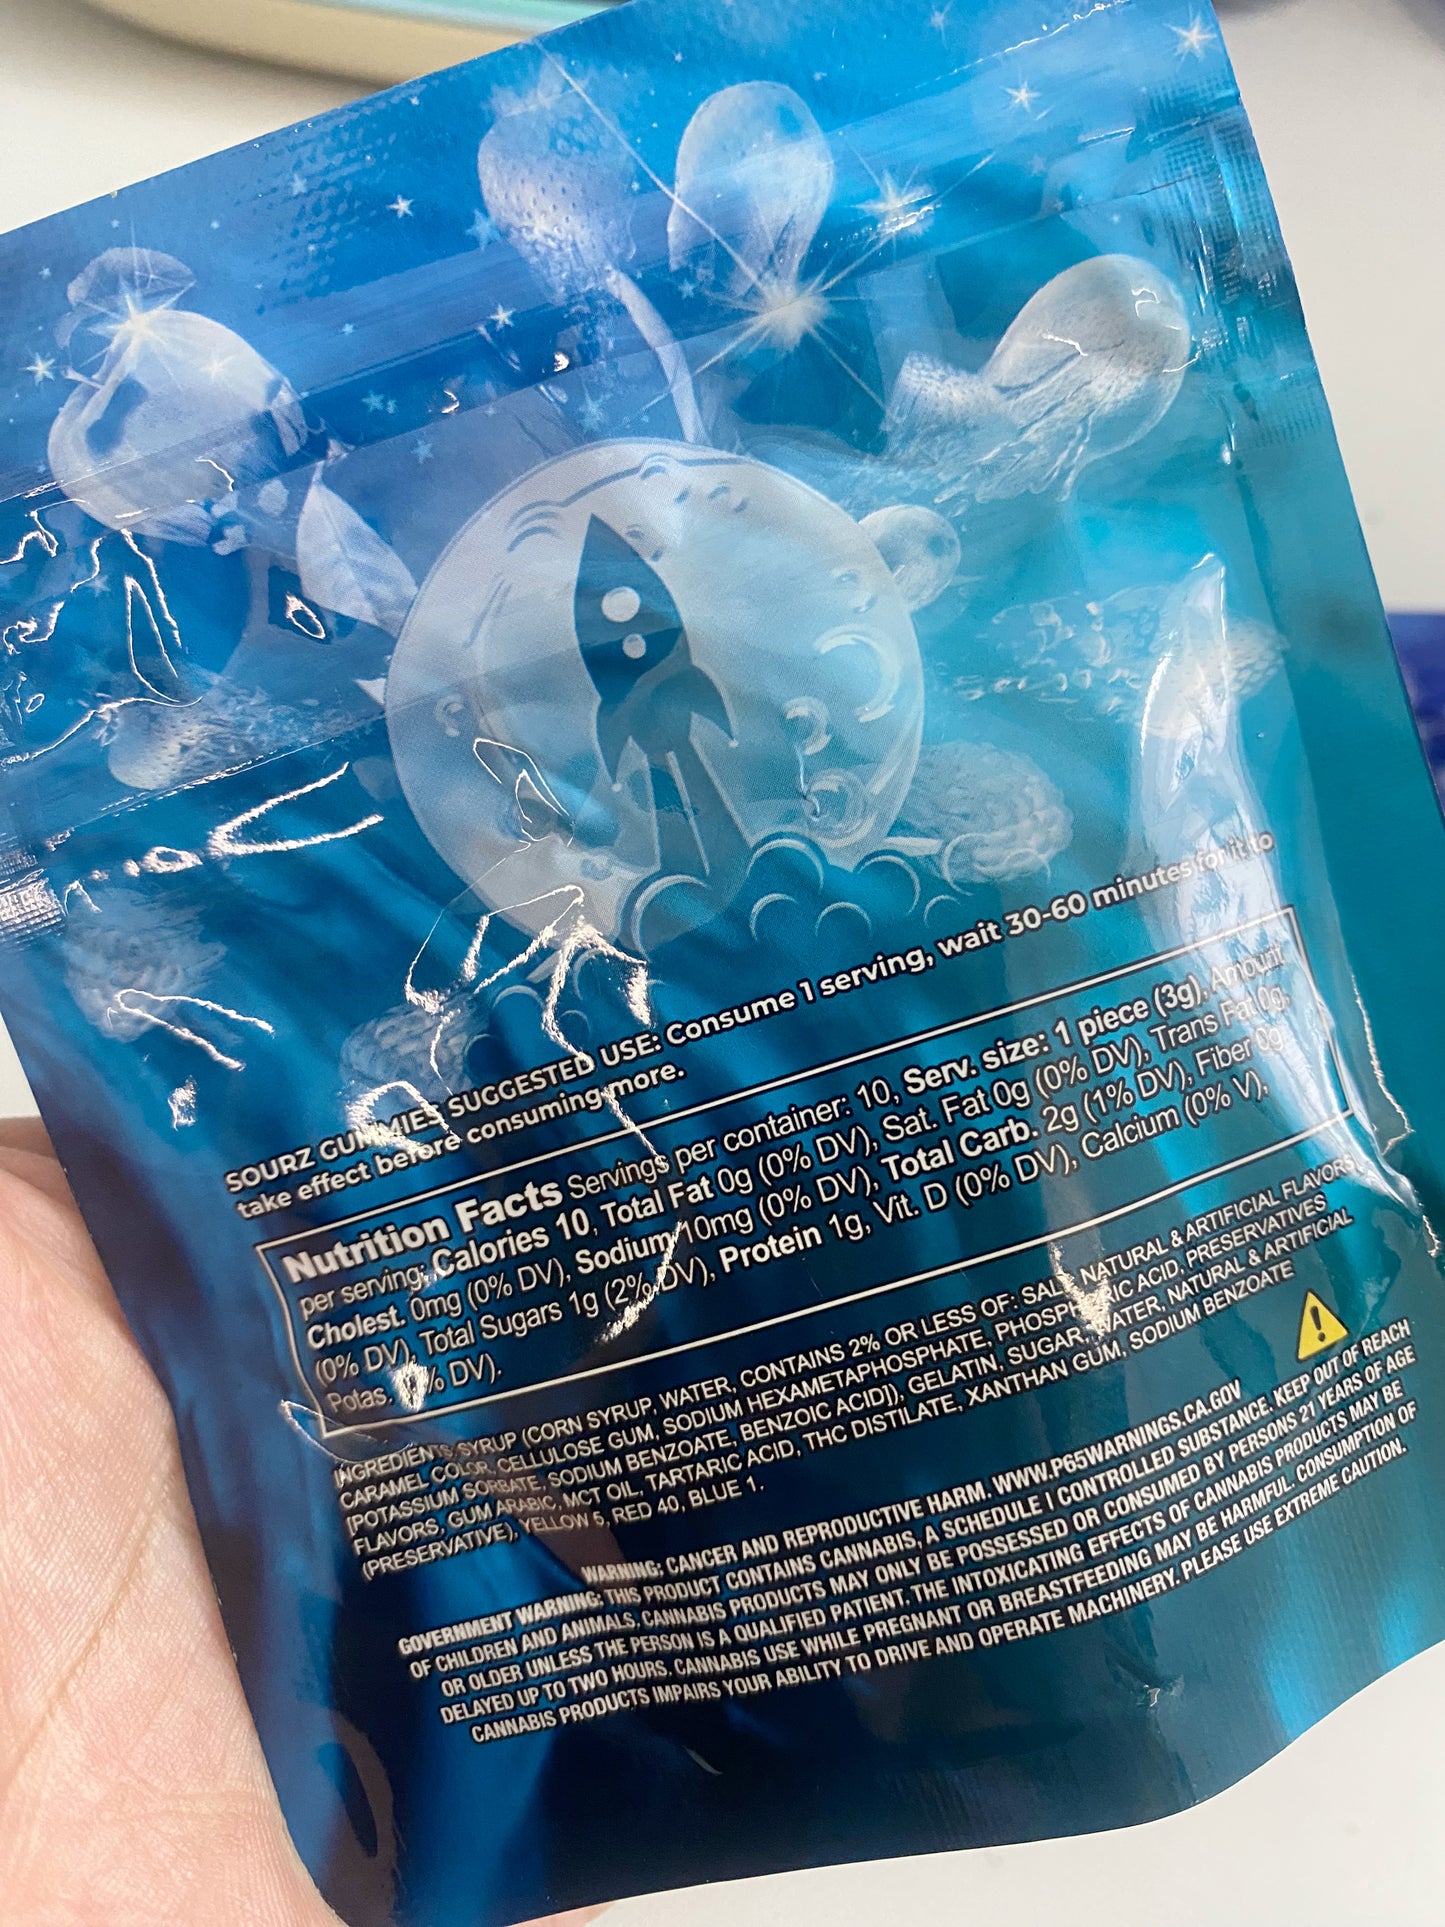 SOURZ GUMMIES SUGGESTED USE: Consume 1 serving, wait 30-60 minutes for it to
take effect before consuming more.
Nutrition Facts Servings per container: 10, Serv. size: 1 piece (3g), Amount
per serving: Calories 10, Total Fat 0g (0% DV), Sat. Fat 0g (0% DV), Trans Fat 0g,
Cholest. 0mg (0% DV), Sodium 10mg (0% DV), Total Carb. 2g (1% DV), Fiber 0g
(0% DV), Total Sugars 1g (2% DV), Protein 1g, Vit. D (0% DV), Calcium (0% V),
Potas. % DV).
INGREDIENTS SYRUP (CORN SYRUP, WATER, CONTAINS 2% OR LESS OF: SALT, NATURAL & ARTIFICIAL FLAVORS,
CARAMEL COLOR, CELLULOSE GUM, SODIUM HEXAMETAPHOSPHATE, PHOSPHORIC ACID, PRESERVATIVES
[POTASSIUM SORBATE, SODIUM BENZOATE, BENZOIC ACID]), GELATIN, SUGAR, WATER, NATURAL & ARTIFICIAL
FLAVORS, GUM ARABIC, MCT OIL, TARTARIC ACID, THC DISTILATE, XANTHAN GUM, SODIUM BENZOATE
(PRESERVATIVE), YELLOW 5, RED 40, BLUE 1.
WARNING: CANCER AND REPRODUCTIVE HARM. WWW.P65WARNINGS.CA.GOV
GOVERNMENT WARNING: THIS PRODUCT CONTAINS CANNABIS, A SCHEDULE I CONTROLLED SUBSTANCE. KEEP OUT OF REACH
OF CHILDREN AND ANIMALS. CANNABIS PRODUCTS MAY ONLY BE POSSESSED OR CONSUMED BY PERSONS 21 YEARS OF AGE
OR OLDER UNLESS THE PERSON IS A QUALIFIED PATIENT. THE INTOXICATING EFFECTS OF CANNABIS PRODUCTS MAY BE
DELAYED UP TO TWO HOURS. CANNABIS USE WHILE PREGNANT OR BREASTFEEDING MAY BE HARMFUL. CONSUMPTION OF
CANNABIS PRODUCTS IMPAIRS YOUR ABILITY TO DRIVE AND OPERATE MACHINERY. PLEASE USE EXTREME CAUTION.